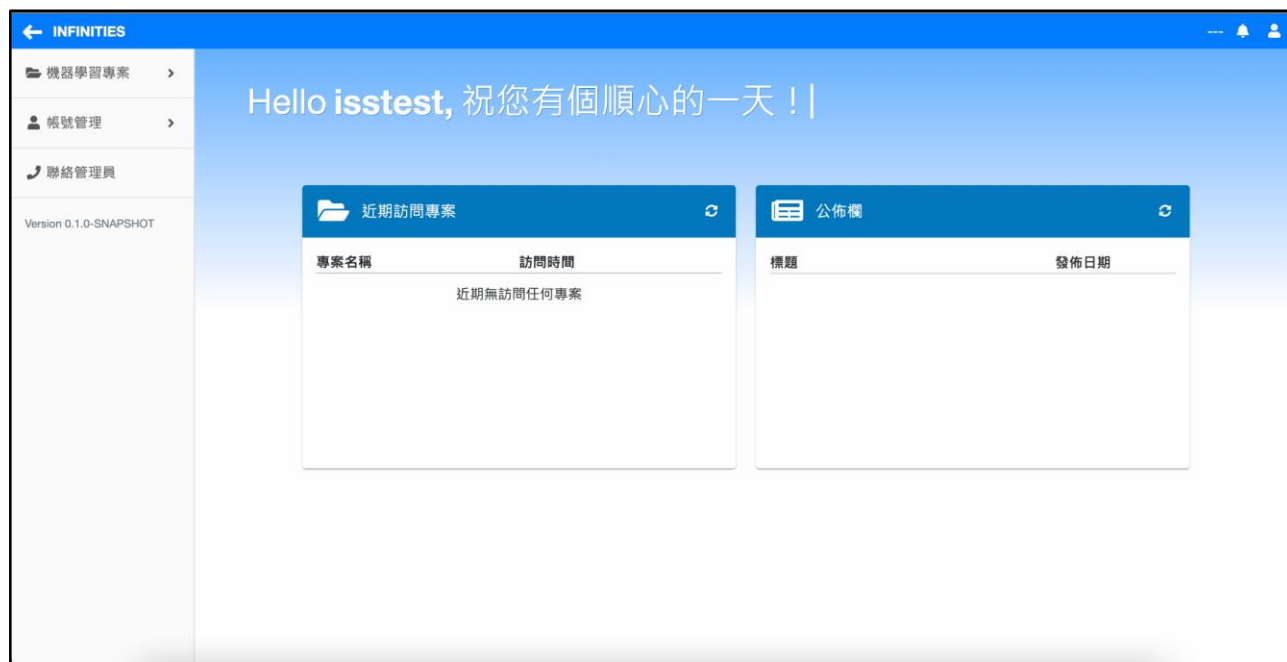 INFINITIES
---
機器學習專案
帳號管理
聯絡管理員
Version 0.1.0-SNAPSHOT
Hello isstest, 祝您有個順心的一天！|
近期訪問專案
專案名稱 訪問時間
近期無訪問任何專案
公佈欄
標題 發佈日期